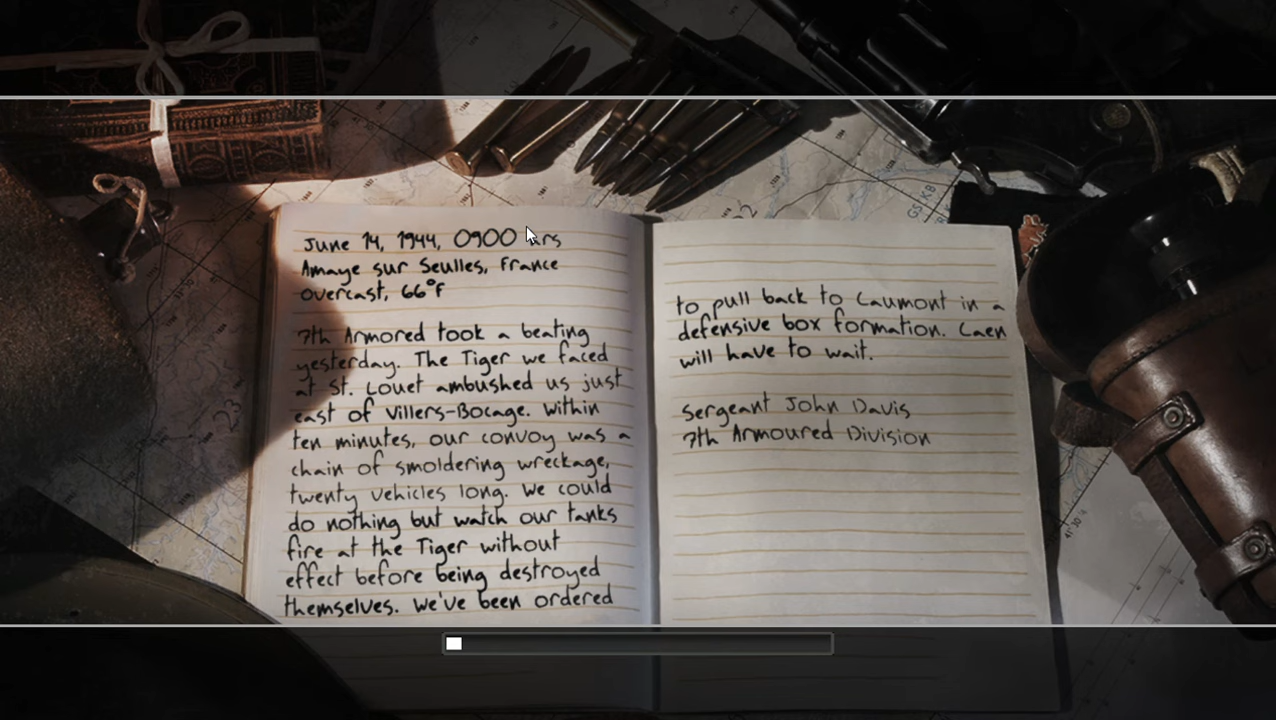 June 14, 1944, 0900 hrs
Amaye sur Seulles, France
overcast, 66°F
7th Armored took a beating
yesterday. The Tiger we faced
at St. Louet ambushed us just
east of Villers-Bocage. Within
ten minutes, our convoy was a
chain of smoldering wreckage,
twenty vehicles long. We could
do nothing but watch our tanks
fire at the Tiger without
effect before being destroyed
themselves. We've been ordered
to pull back to Caumont in a
defensive box formation. Caen
will have to wait.
Sergeant John Davis
7th Armoured Division
GSKB
23